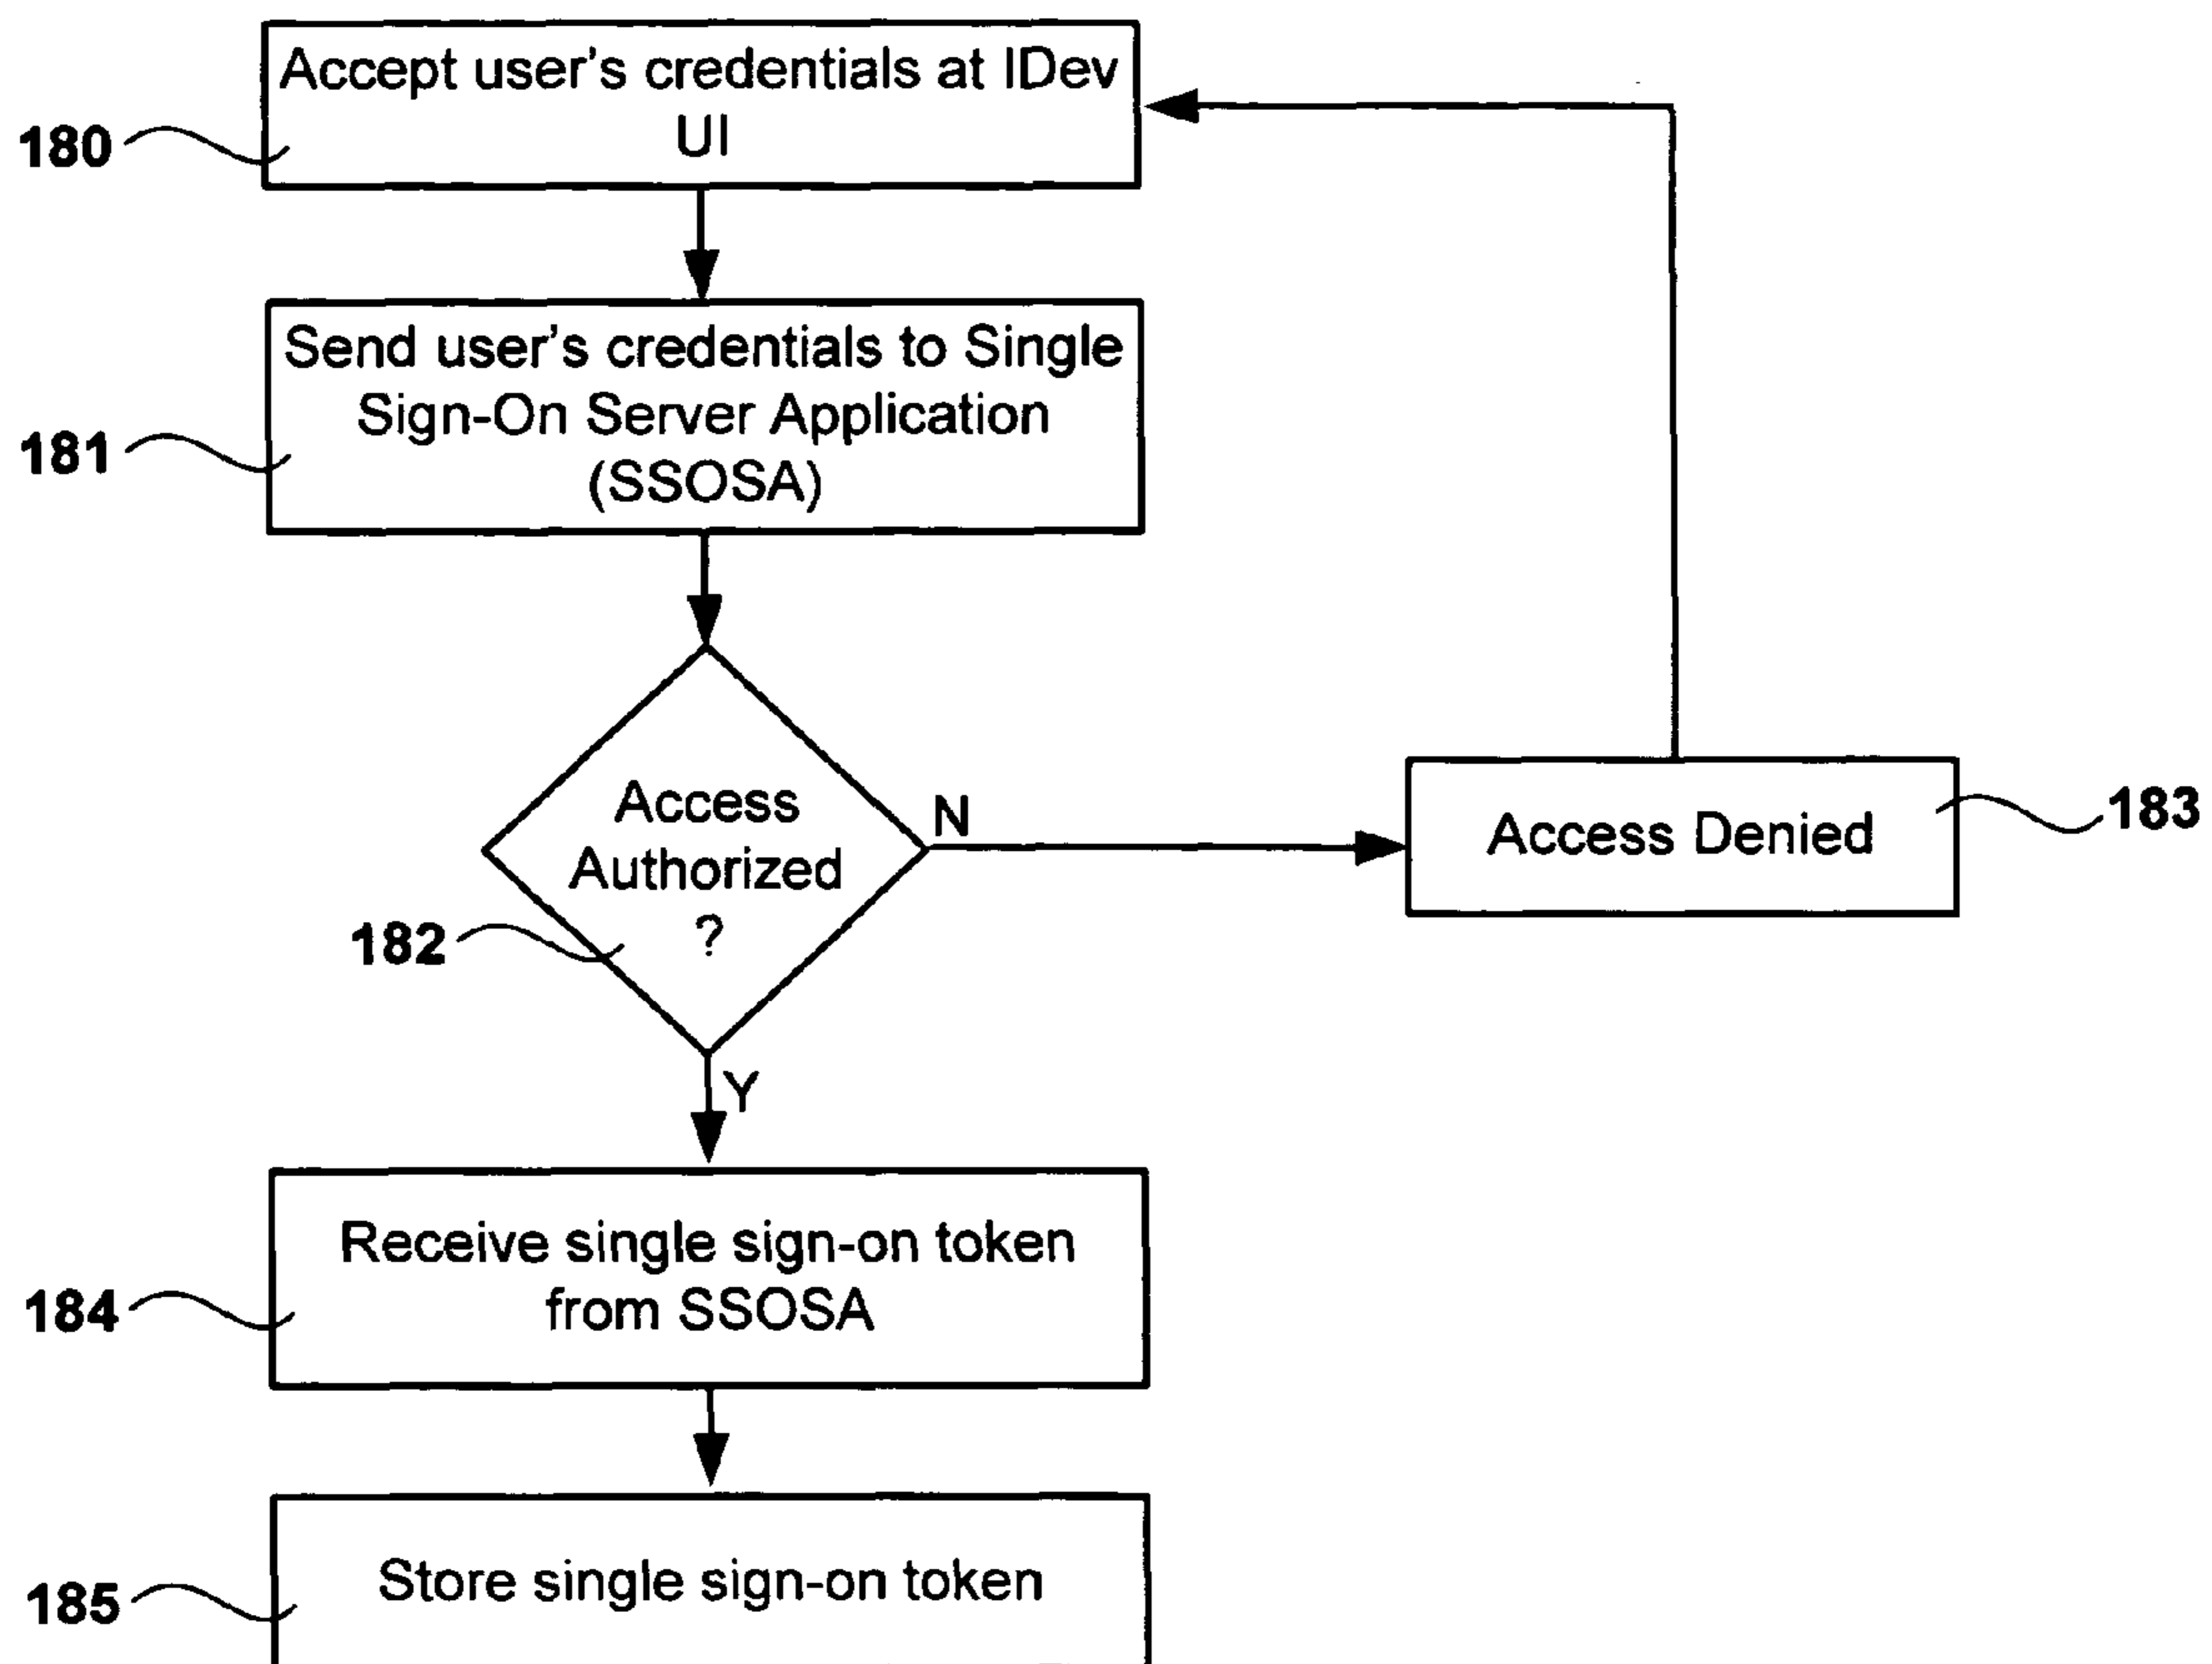 Accept user's credentials at IDev
UI
180
Send user's credentials to Single
Sign-On Server Application
(SSOSA)
181
Access
Authorized
?
182
N
Access Denied
183
Y
Receive single sign-on token
from SSOSA
184
Store single sign-on token
185